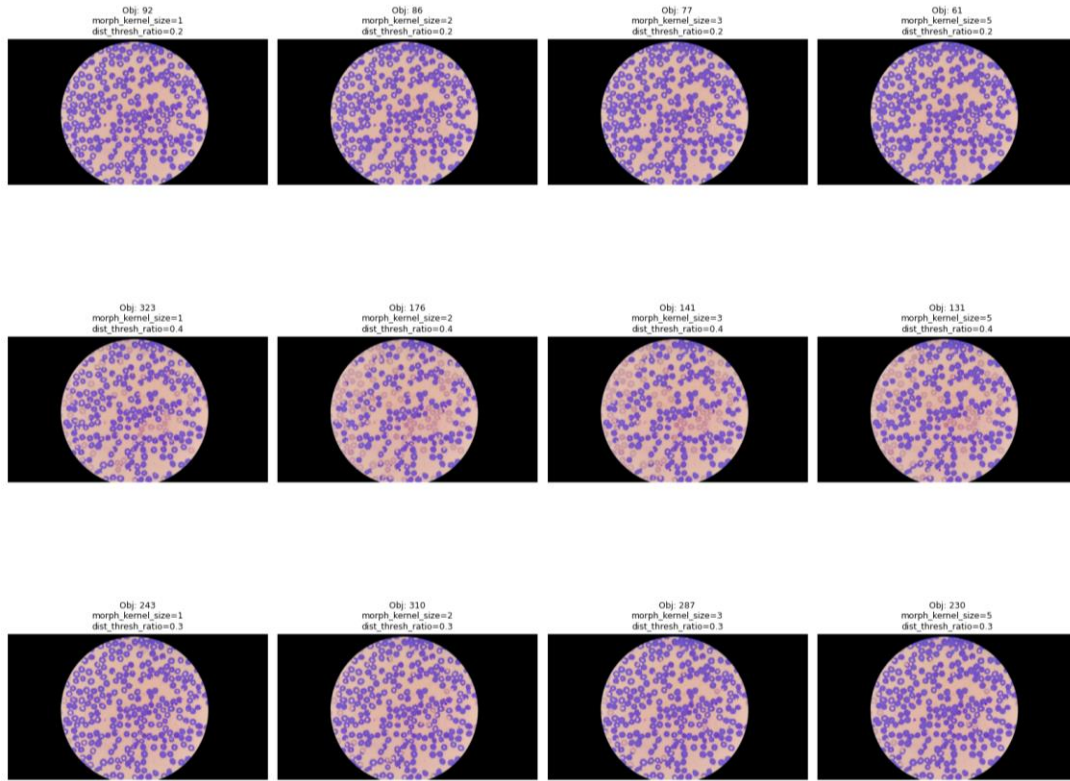 Obj: 92
morph_kernel_size=1
dist_thresh_ratio=0.2
Obj: 86
morph_kernel_size=2
dist_thresh_ratio=0.2
Obj: 77
morph_kernel_size=3
dist_thresh_ratio=0.2
Obj: 61
morph_kernel_size=5
dist_thresh_ratio=0.2
Obj: 323
morph_kernel_size=1
dist_thresh_ratio=0.4
Obj: 176
morph_kernel_size=2
dist_thresh_ratio=0.4
Obj: 141
morph_kernel_size=3
dist_thresh_ratio=0.4
Obj: 131
morph_kernel_size=5
dist_thresh_ratio=0.4
Obj: 243
morph_kernel_size=1
dist_thresh_ratio=0.3
Obj: 310
morph_kernel_size=2
dist_thresh_ratio=0.3
Obj: 287
morph_kernel_size=3
dist_thresh_ratio=0.3
Obj: 230
morph_kernel_size=5
dist_thresh_ratio=0.3